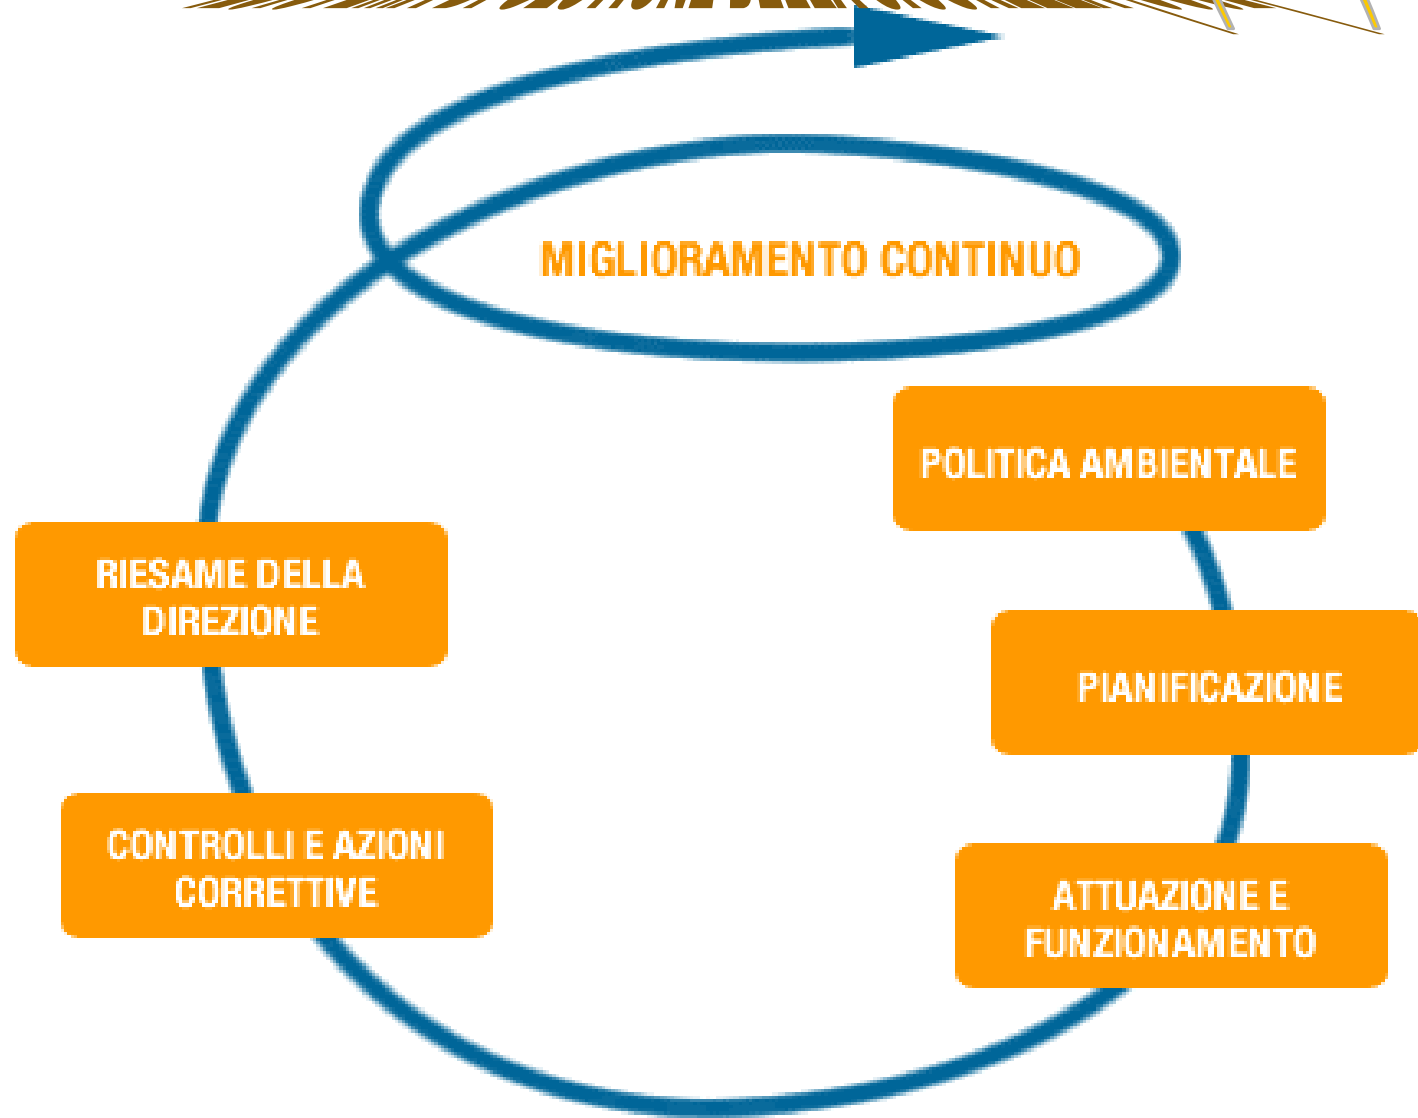 MIGLIORAMENTO CONTINUO
POLITICA AMBIENTALE
PIANIFICAZIONE
ATTUAZIONE E
FUNZIONAMENTO
CONTROLLI E AZIONI
CORRETTIVE
RIESAME DELLA
DIREZIONE